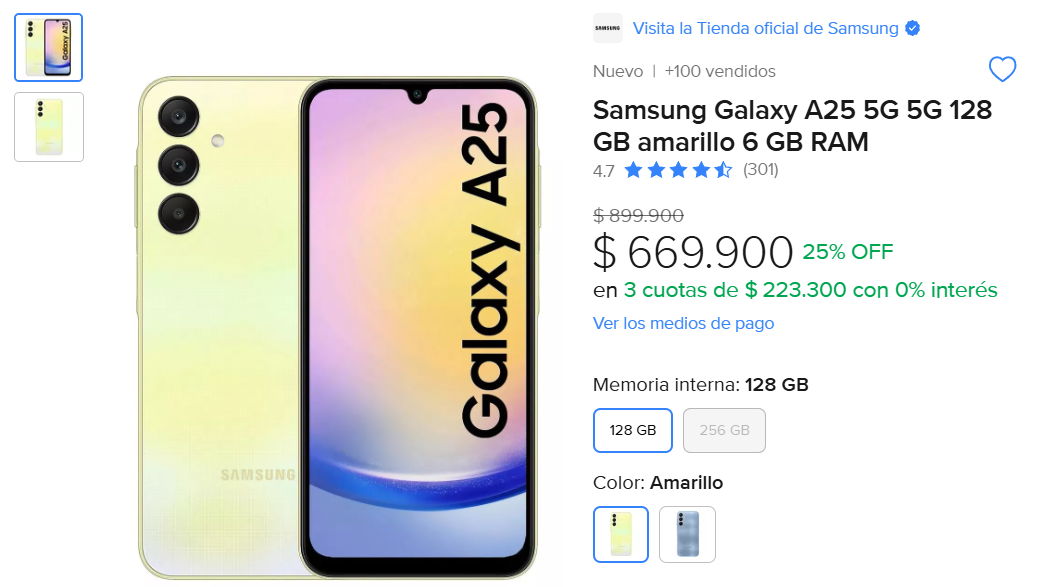 Galaxy A25
Galaxy A25
SAMSUNG
SAMSUNG
Visita la Tienda oficial de Samsung
Nuevo | +100 vendidos
Samsung Galaxy A25 5G 5G 128
GB amarillo 6 GB RAM
4.7 (301)
$ 899.900
$ 669.900 25% OFF
en 3 cuotas de $ 223.300 con 0% interés
Ver los medios de pago
Memoria interna: 128 GB
128 GB 256 GB
Color: Amarillo